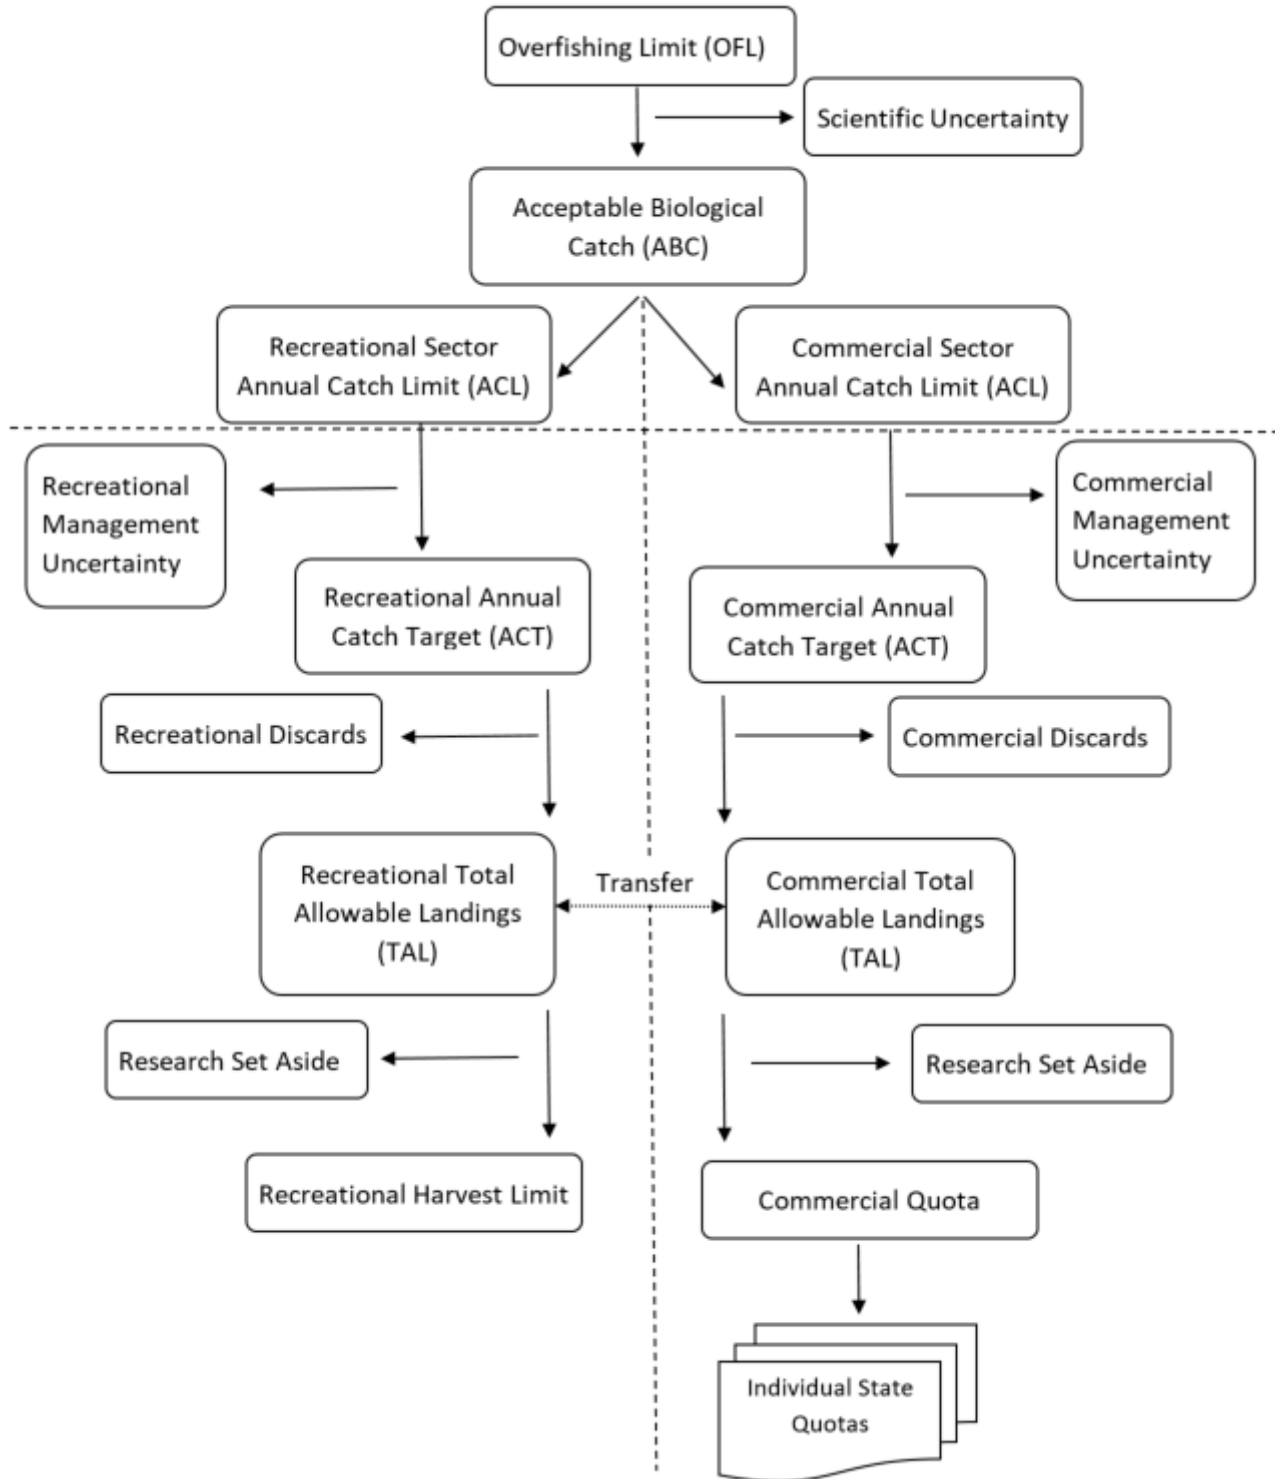 Overfishing Limit (OFL)
Scientific Uncertainty
Acceptable Biological
Catch (ABC)
Recreational Sector
Annual Catch Limit (ACL)
Commercial Sector
Annual Catch Limit (ACL)
Recreational
Management
Uncertainty
Commercial
Management
Uncertainty
Recreational Annual
Catch Target (ACT)
Commercial Annual
Catch Target (ACT)
Recreational Discards
Commercial Discards
Recreational Total
Allowable Landings
(TAL)
Transfer
Commercial Total
Allowable Landings
(TAL)
Research Set Aside
Research Set Aside
Recreational Harvest Limit
Commercial Quota
Individual State
Quotas